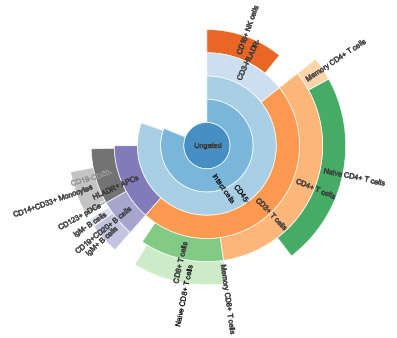 CD16+ NK cells
CD3-HLADR-
Memory CD4+ T cells
Ungated
Naive CD4+ T cells
CD4+ T cells
Intact cells
CD45+
CD3+ T cells
CD19-CD20-
HLADR+ APCs
CD14+CD33+ Monocytes
CD123+ pDCs
IgM- B cells
CD19+CD20+ B cells
IgM+ B cells
CD8+ T cells
Naive CD8+ T cells
Memory CD8+ T cells